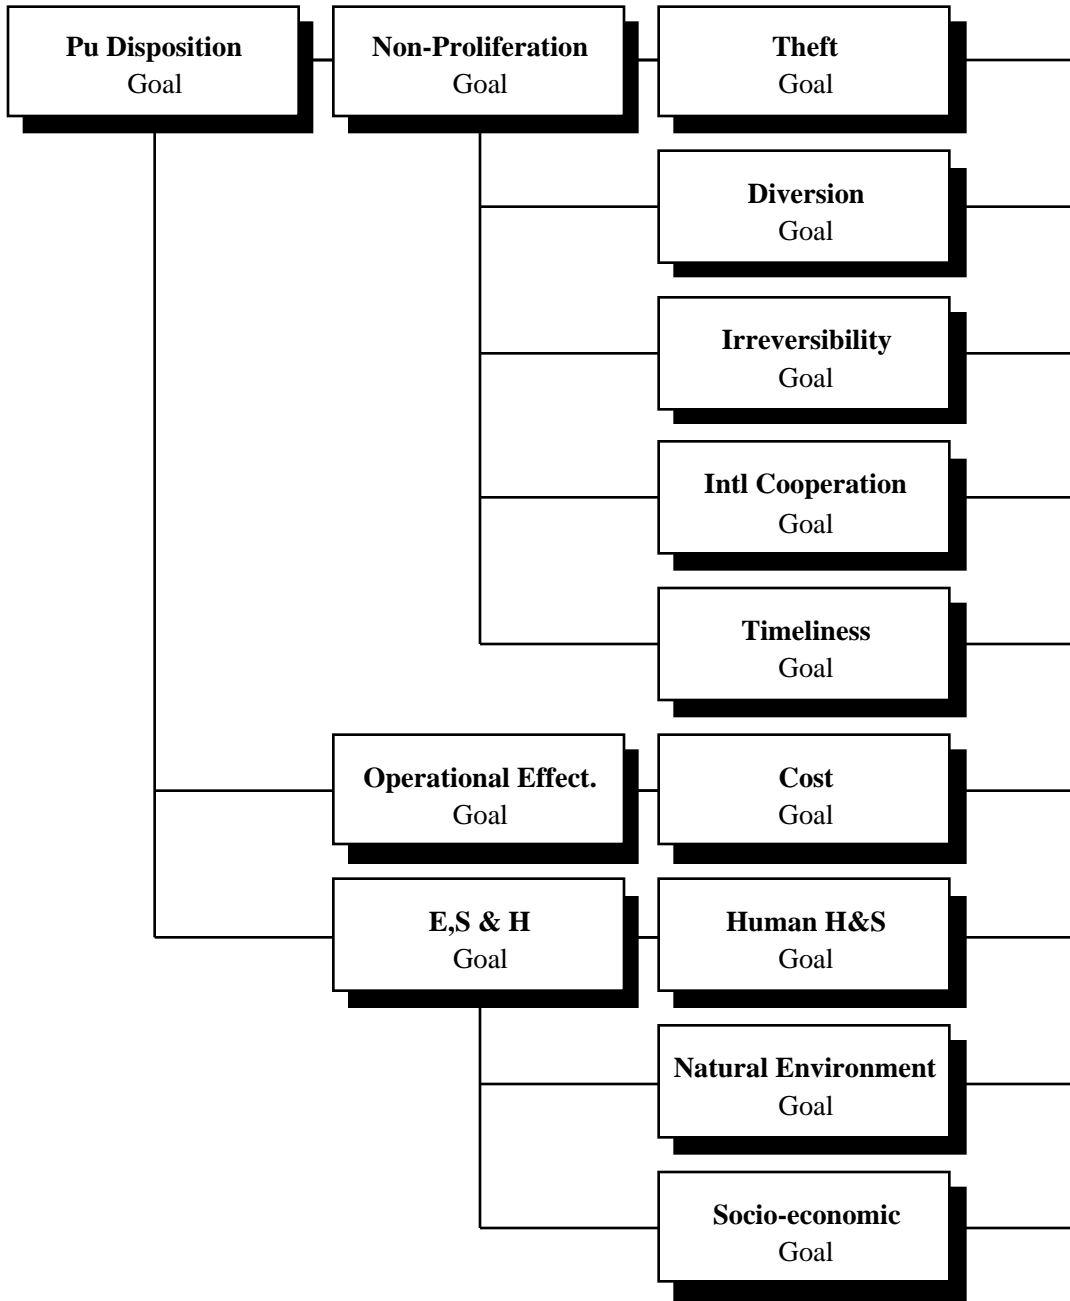 Pu Disposition
Goal
Non-Proliferation
Goal
Theft
Goal
Diversion
Goal
Irreversibility
Goal
Intl Cooperation
Goal
Timeliness
Goal
Operational Effect.
Goal
Cost
Goal
E,S & H
Goal
Human H&S
Goal
Natural Environment
Goal
Socio-economic
Goal